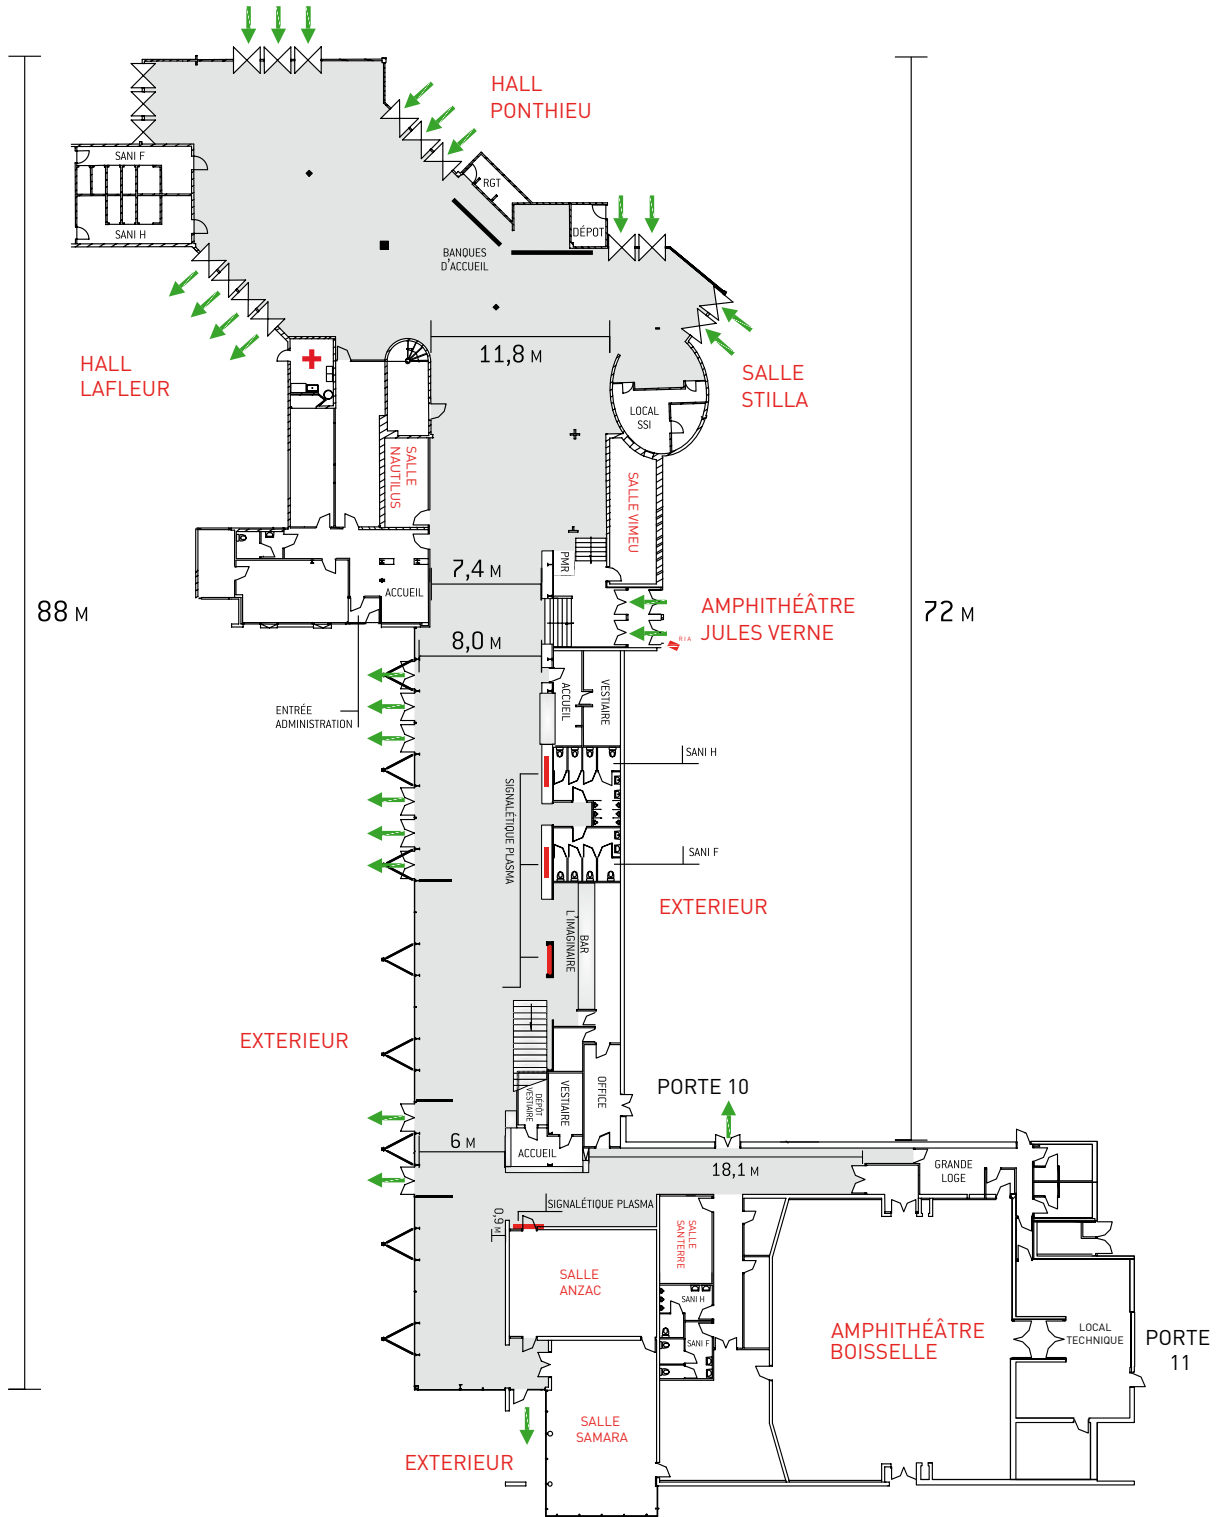 HALL
PONTHIEU
SANI F
RGT
SANI H
DÉPOT
BANQUES
D'ACCUEIL
11,8 M
HALL
LAFLEUR
SALLE
STILLA
LOCAL
SSI
SALLE
NAUTILUS
SALLE VIMEU
PMR
7,4 M
ACCUEIL
88 M
72 M
AMPHITHÉÂTRE
JULES VERNE
RIA
8,0 M
ACCUEIL
VESTIAIRE
ENTRÉE
ADMINISTRATION
SANI H
SIGNALÉTIQUE PLASMA
SANI F
EXTERIEUR
BAR
L'IMAGINAIRE
EXTERIEUR
OFFICE
PORTE 10
DÉPÔT
VESTIAIRE
VESTIAIRE
6 M
ACCUEIL
18,1 M
GRANDE
LOGE
0,9 M
SIGNALÉTIQUE PLASMA
SALLE
SANTERRE
SALLE
ANZAC
SANI H
SANI F
AMPHITHÉÂTRE
BOISSELLE
LOCAL
TECHNIQUE
PORTE
11
SALLE
SAMARA
EXTERIEUR